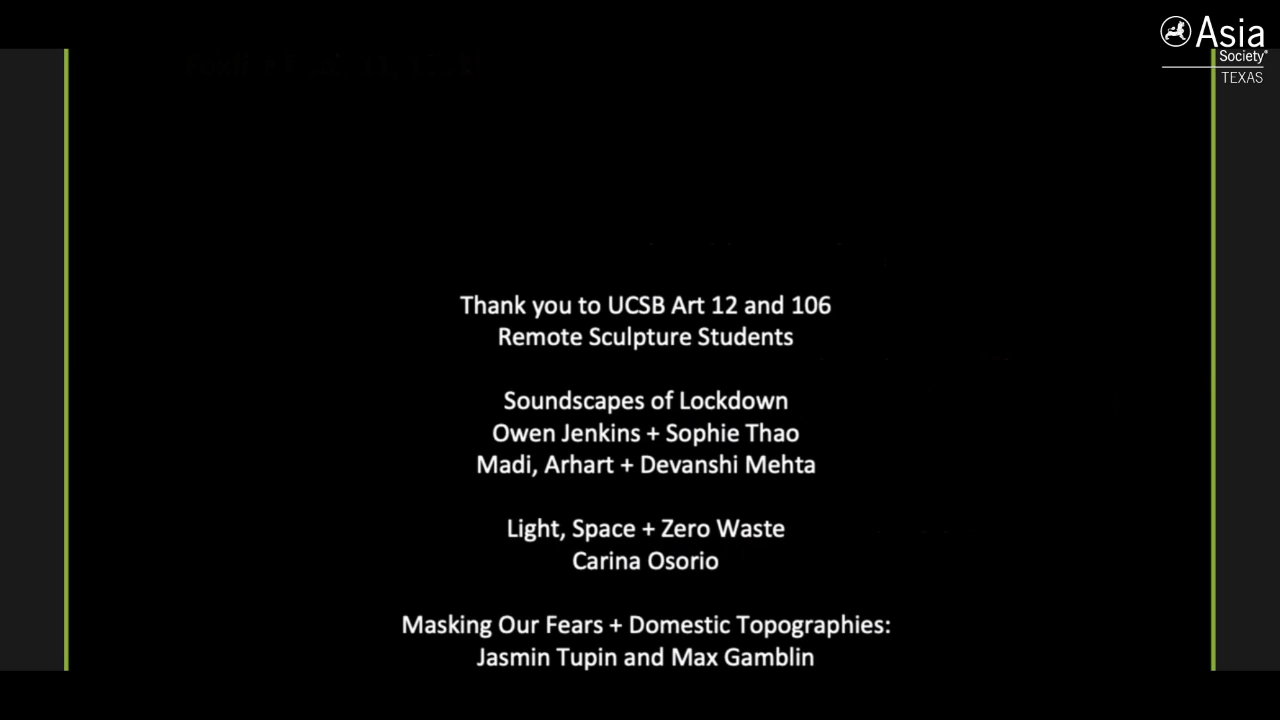 Asia
Society
TEXAS
Thank you to UCSB Art 12 and 106
Remote Sculpture Students
Soundscapes of Lockdown
Owen Jenkins + Sophie Thao
Madi, Arhart + Devanshi Mehta
Light, Space + Zero Waste
Carina Osorio
Masking Our Fears + Domestic Topographies:
Jasmin Tupin and Max Gamblin